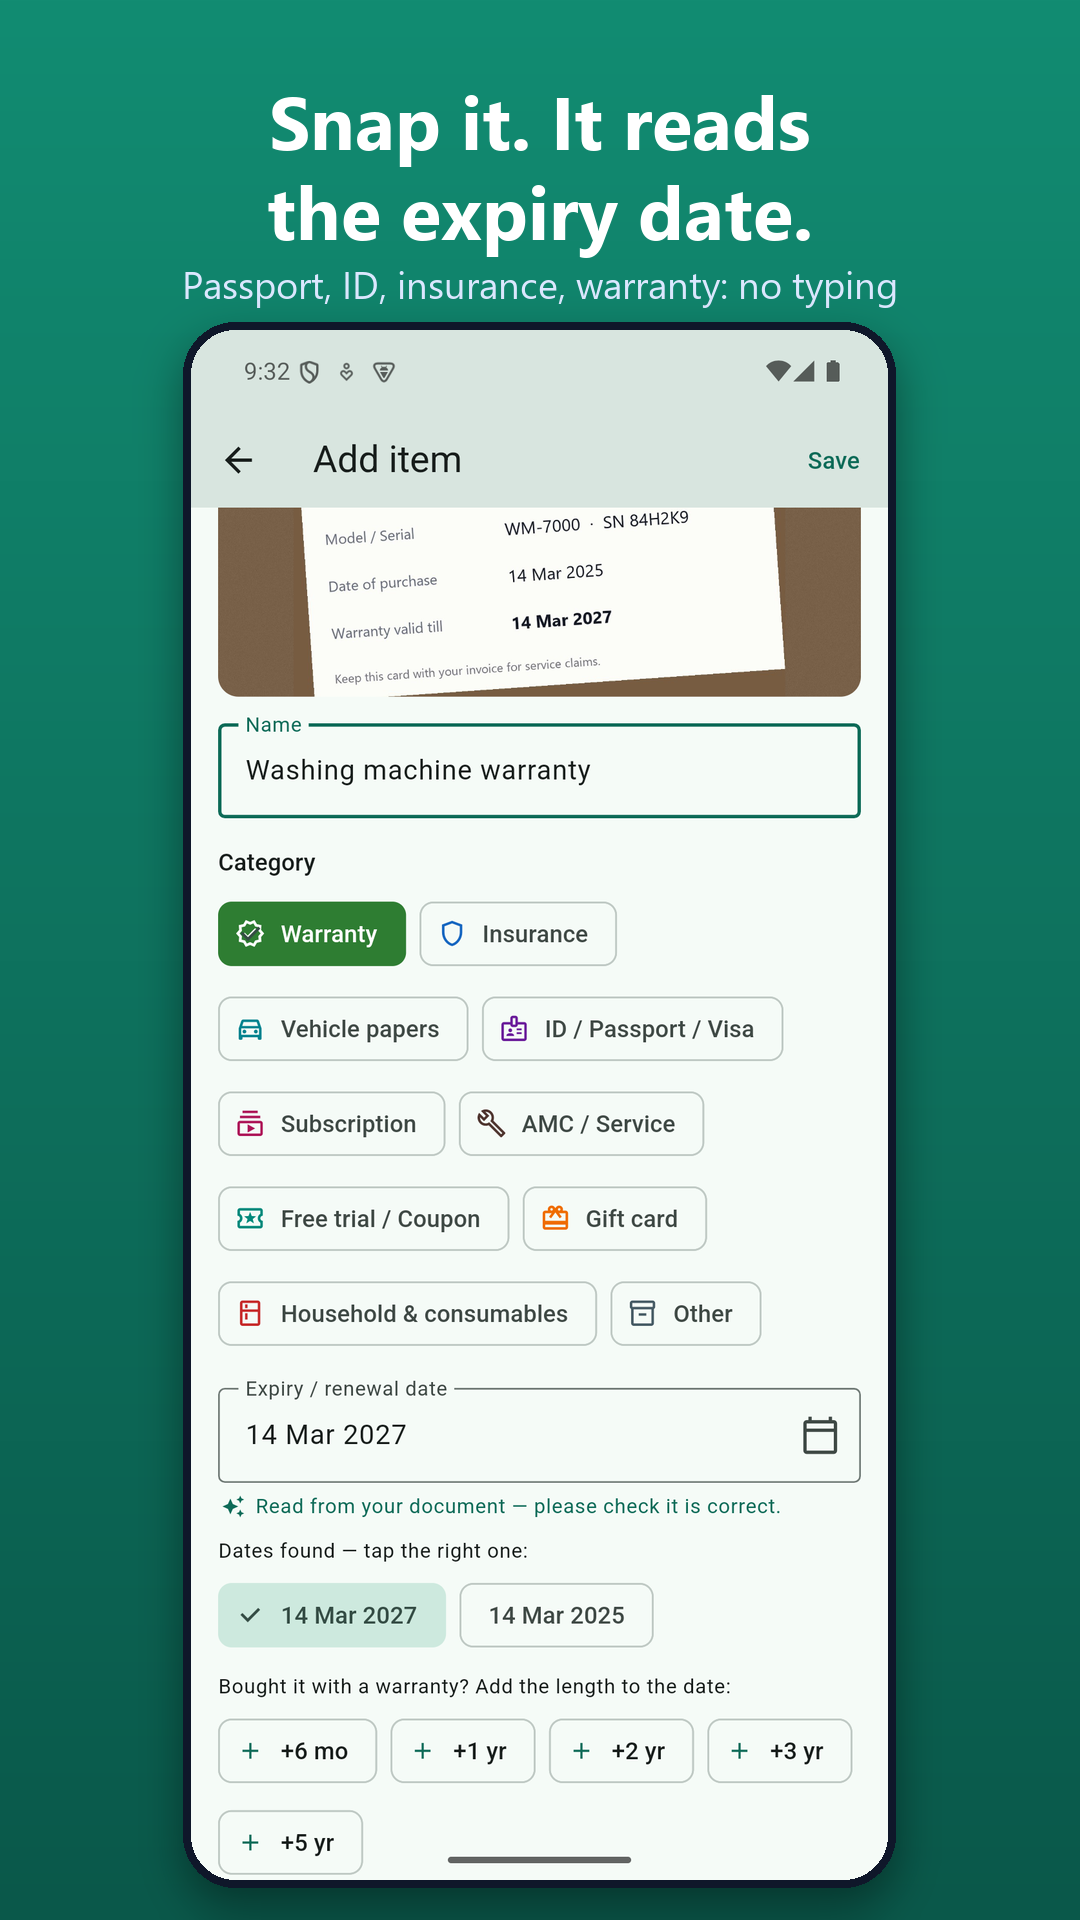 Snap it. It reads
the expiry date.
Passport, ID, insurance, warranty: no typing
9:32
Add item
Save
Model / Serial WM-7000 · SN 84H2K9
Date of purchase 14 Mar 2025
Warranty valid till 14 Mar 2027
Keep this card with your invoice for service claims.
Name
Washing machine warranty
Category
Warranty Insurance
Vehicle papers ID / Passport / Visa
Subscription AMC / Service
Free trial / Coupon Gift card
Household & consumables Other
Expiry / renewal date
14 Mar 2027
Read from your document — please check it is correct.
Dates found — tap the right one:
14 Mar 2027 14 Mar 2025
Bought it with a warranty? Add the length to the date:
+ +6 mo + +1 yr + +2 yr + +3 yr
+ +5 yr